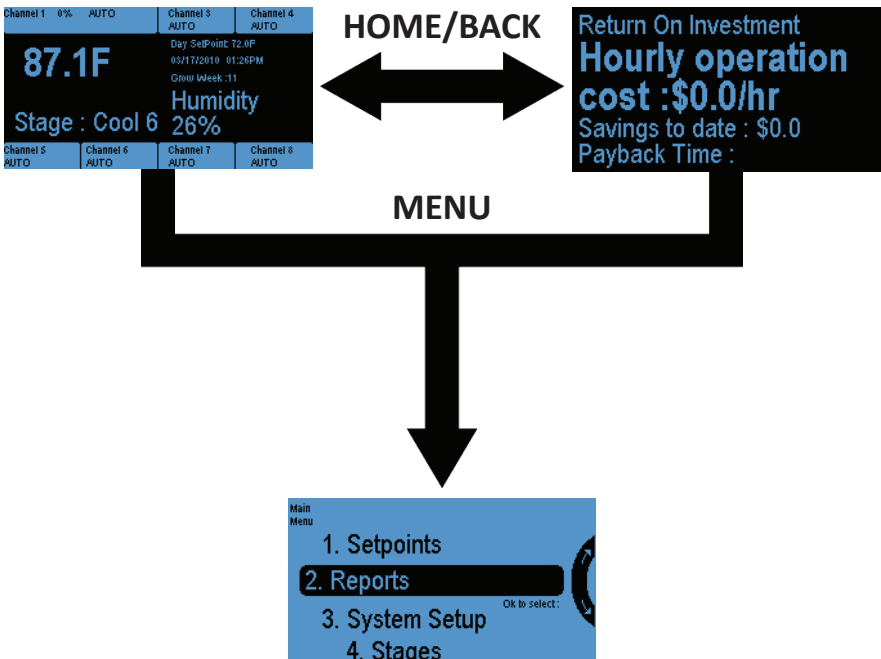 Channel 1 0% AUTO
Channel 3
AUTO
Channel 4
AUTO
87.1F
Stage : Cool 6
Day SetPoint: 72.0F
03/17/2010 01:26PM
Grow Week :11
Humidity
26%
Channel 5
AUTO
Channel 6
AUTO
Channel 7
AUTO
Channel 8
AUTO
HOME/BACK
Return On Investment
Hourly operation
cost :$0.0/hr
Savings to date : $0.0
Payback Time :
MENU
Main
Menu
1. Setpoints
2. Reports
Ok to select:
3. System Setup
4. Stages